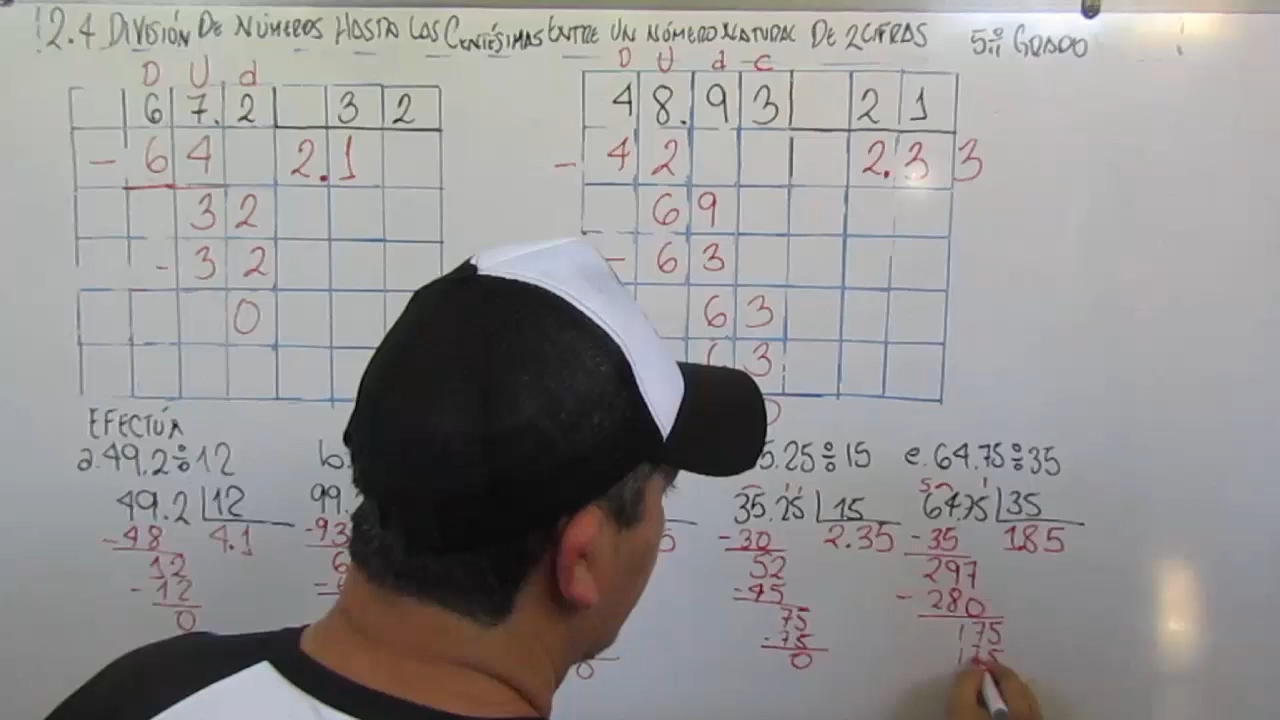 12.4 DIVISIÓN DE NÚMEROS HASTA LAS CENTÉSIMAS ENTRE UN NÚMERO NATURAL DE 2 CIFRAS 5º GRADO
D U d
6 7.2 3 2
- 6 4 2.1
3 2
- 3 2
0
D U d c
4 8.9 3 2 1
- 4 2 2.3 3
6 9
- 6 3
6 3
3
EFECTÚA
a. 49.2÷12
49.2 12
-48 4.1
12
-12
0
b.
99.
-93
6
0
5.25÷15
35.25 15
-30 2.35
52
-45
75
-75
0
e. 64.75÷35
64.75 35
-35 1.85
297
-280
175
175